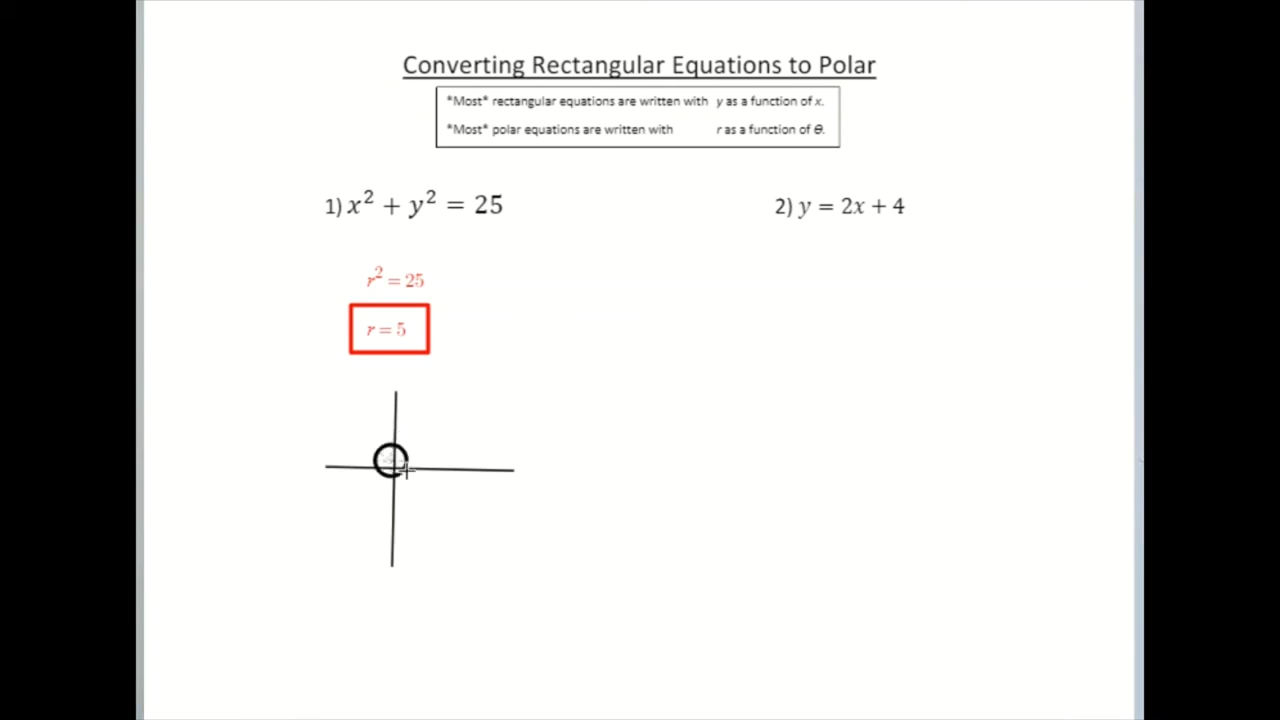 Converting Rectangular Equations to Polar
*Most* rectangular equations are written with y as a function of x.
*Most* polar equations are written with r as a function of θ.
1) x² + y² = 25
2) y = 2x + 4
r² = 25
r = 5